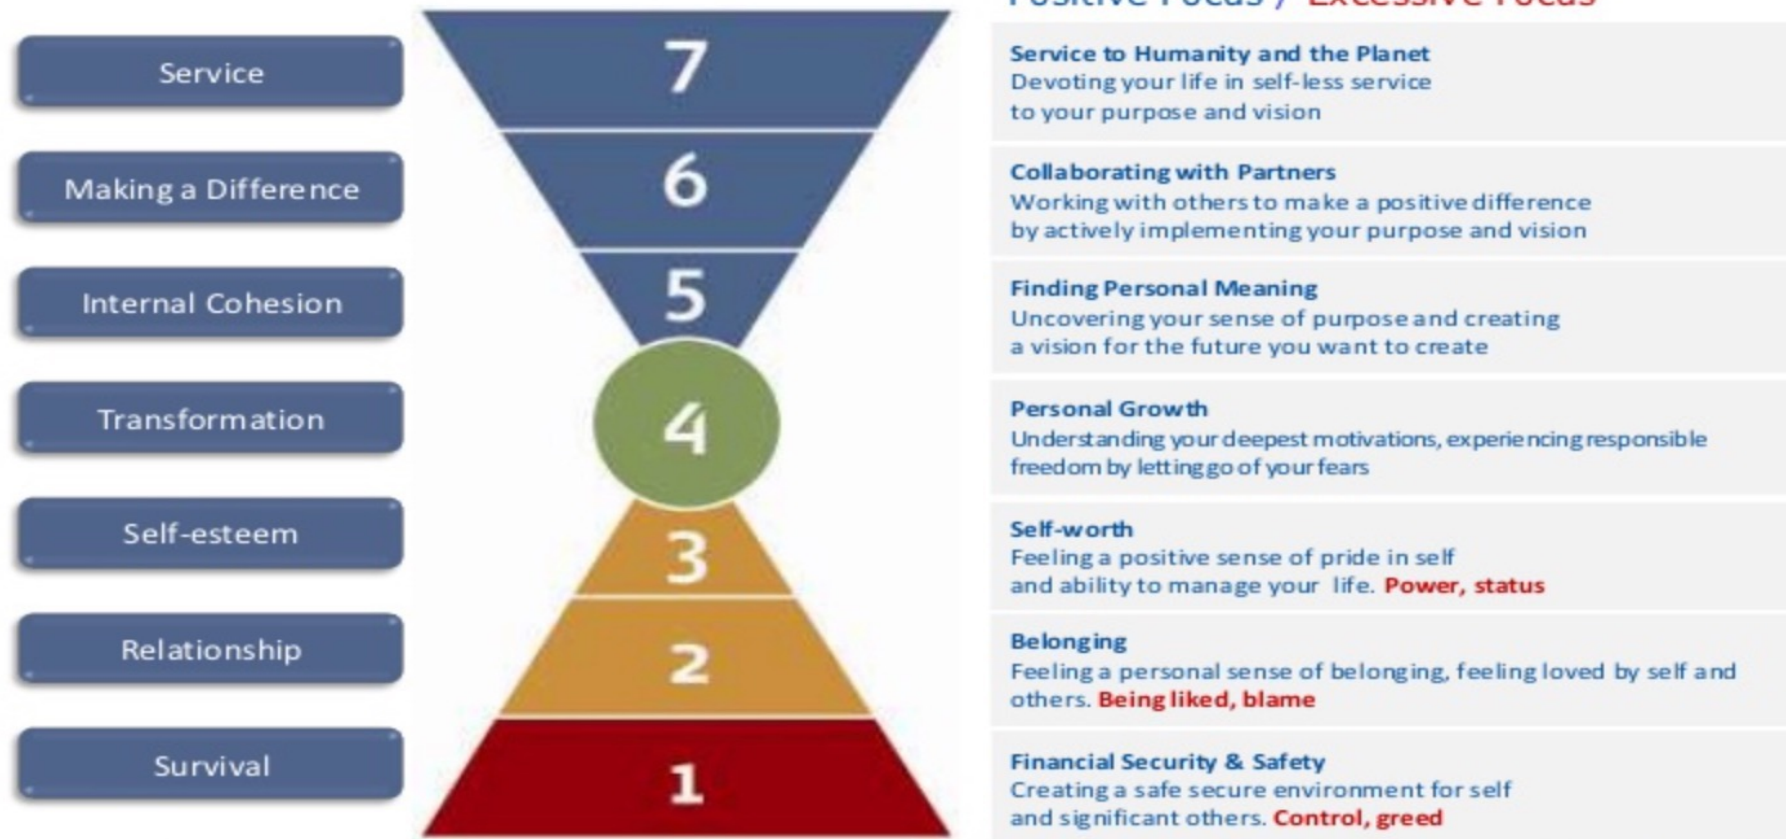 Positive Focus / Excessive Focus
Service
7
Service to Humanity and the Planet
Devoting your life in self-less service
to your purpose and vision
Making a Difference
6
Collaborating with Partners
Working with others to make a positive difference
by actively implementing your purpose and vision
Internal Cohesion
5
Finding Personal Meaning
Uncovering your sense of purpose and creating
a vision for the future you want to create
Transformation
4
Personal Growth
Understanding your deepest motivations, experiencing responsible
freedom by letting go of your fears
Self-esteem
3
Self-worth
Feeling a positive sense of pride in self
and ability to manage your life. Power, status
Relationship
2
Belonging
Feeling a personal sense of belonging, feeling loved by self and
others. Being liked, blame
Survival
1
Financial Security & Safety
Creating a safe secure environment for self
and significant others. Control, greed